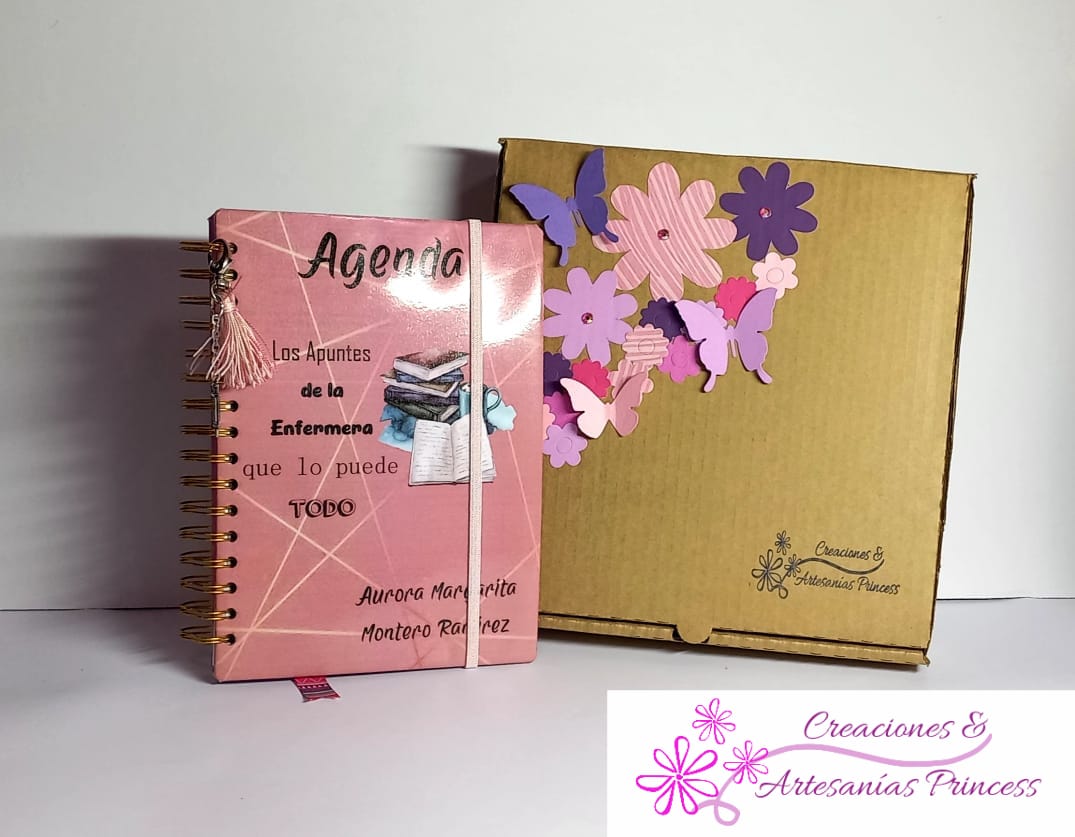 Agenda
Los Apuntes
de la
Enfermera
que lo puede
TODO
Aurora Margarita
Montero Ramírez
Creaciones &
Artesanías Princess
Creaciones &
Artesanías Princess